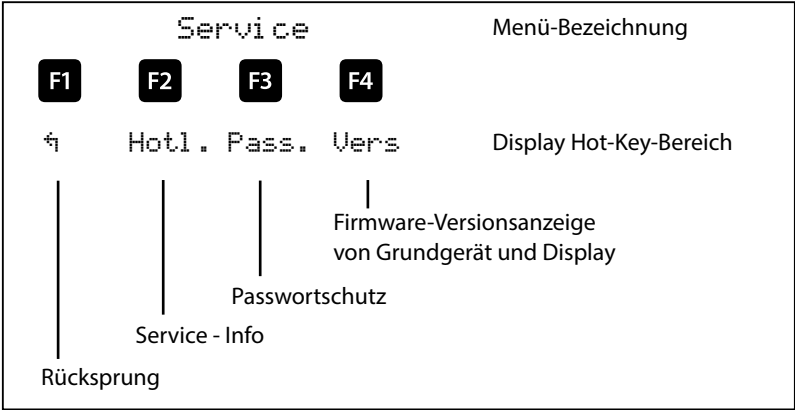 Service Menü-Bezeichnung
F1 F2 F3 F4
↰ Hotl. Pass. Vers Display Hot-Key-Bereich
Firmware-Versionsanzeige
von Grundgerät und Display
Passwortschutz
Service - Info
Rücksprung